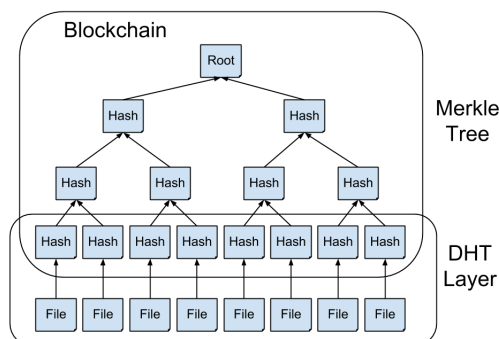 Blockchain
Root
Hash Hash
Merkle
Tree
Hash Hash Hash Hash
Hash Hash Hash Hash Hash Hash Hash Hash
DHT
Layer
File File File File File File File File